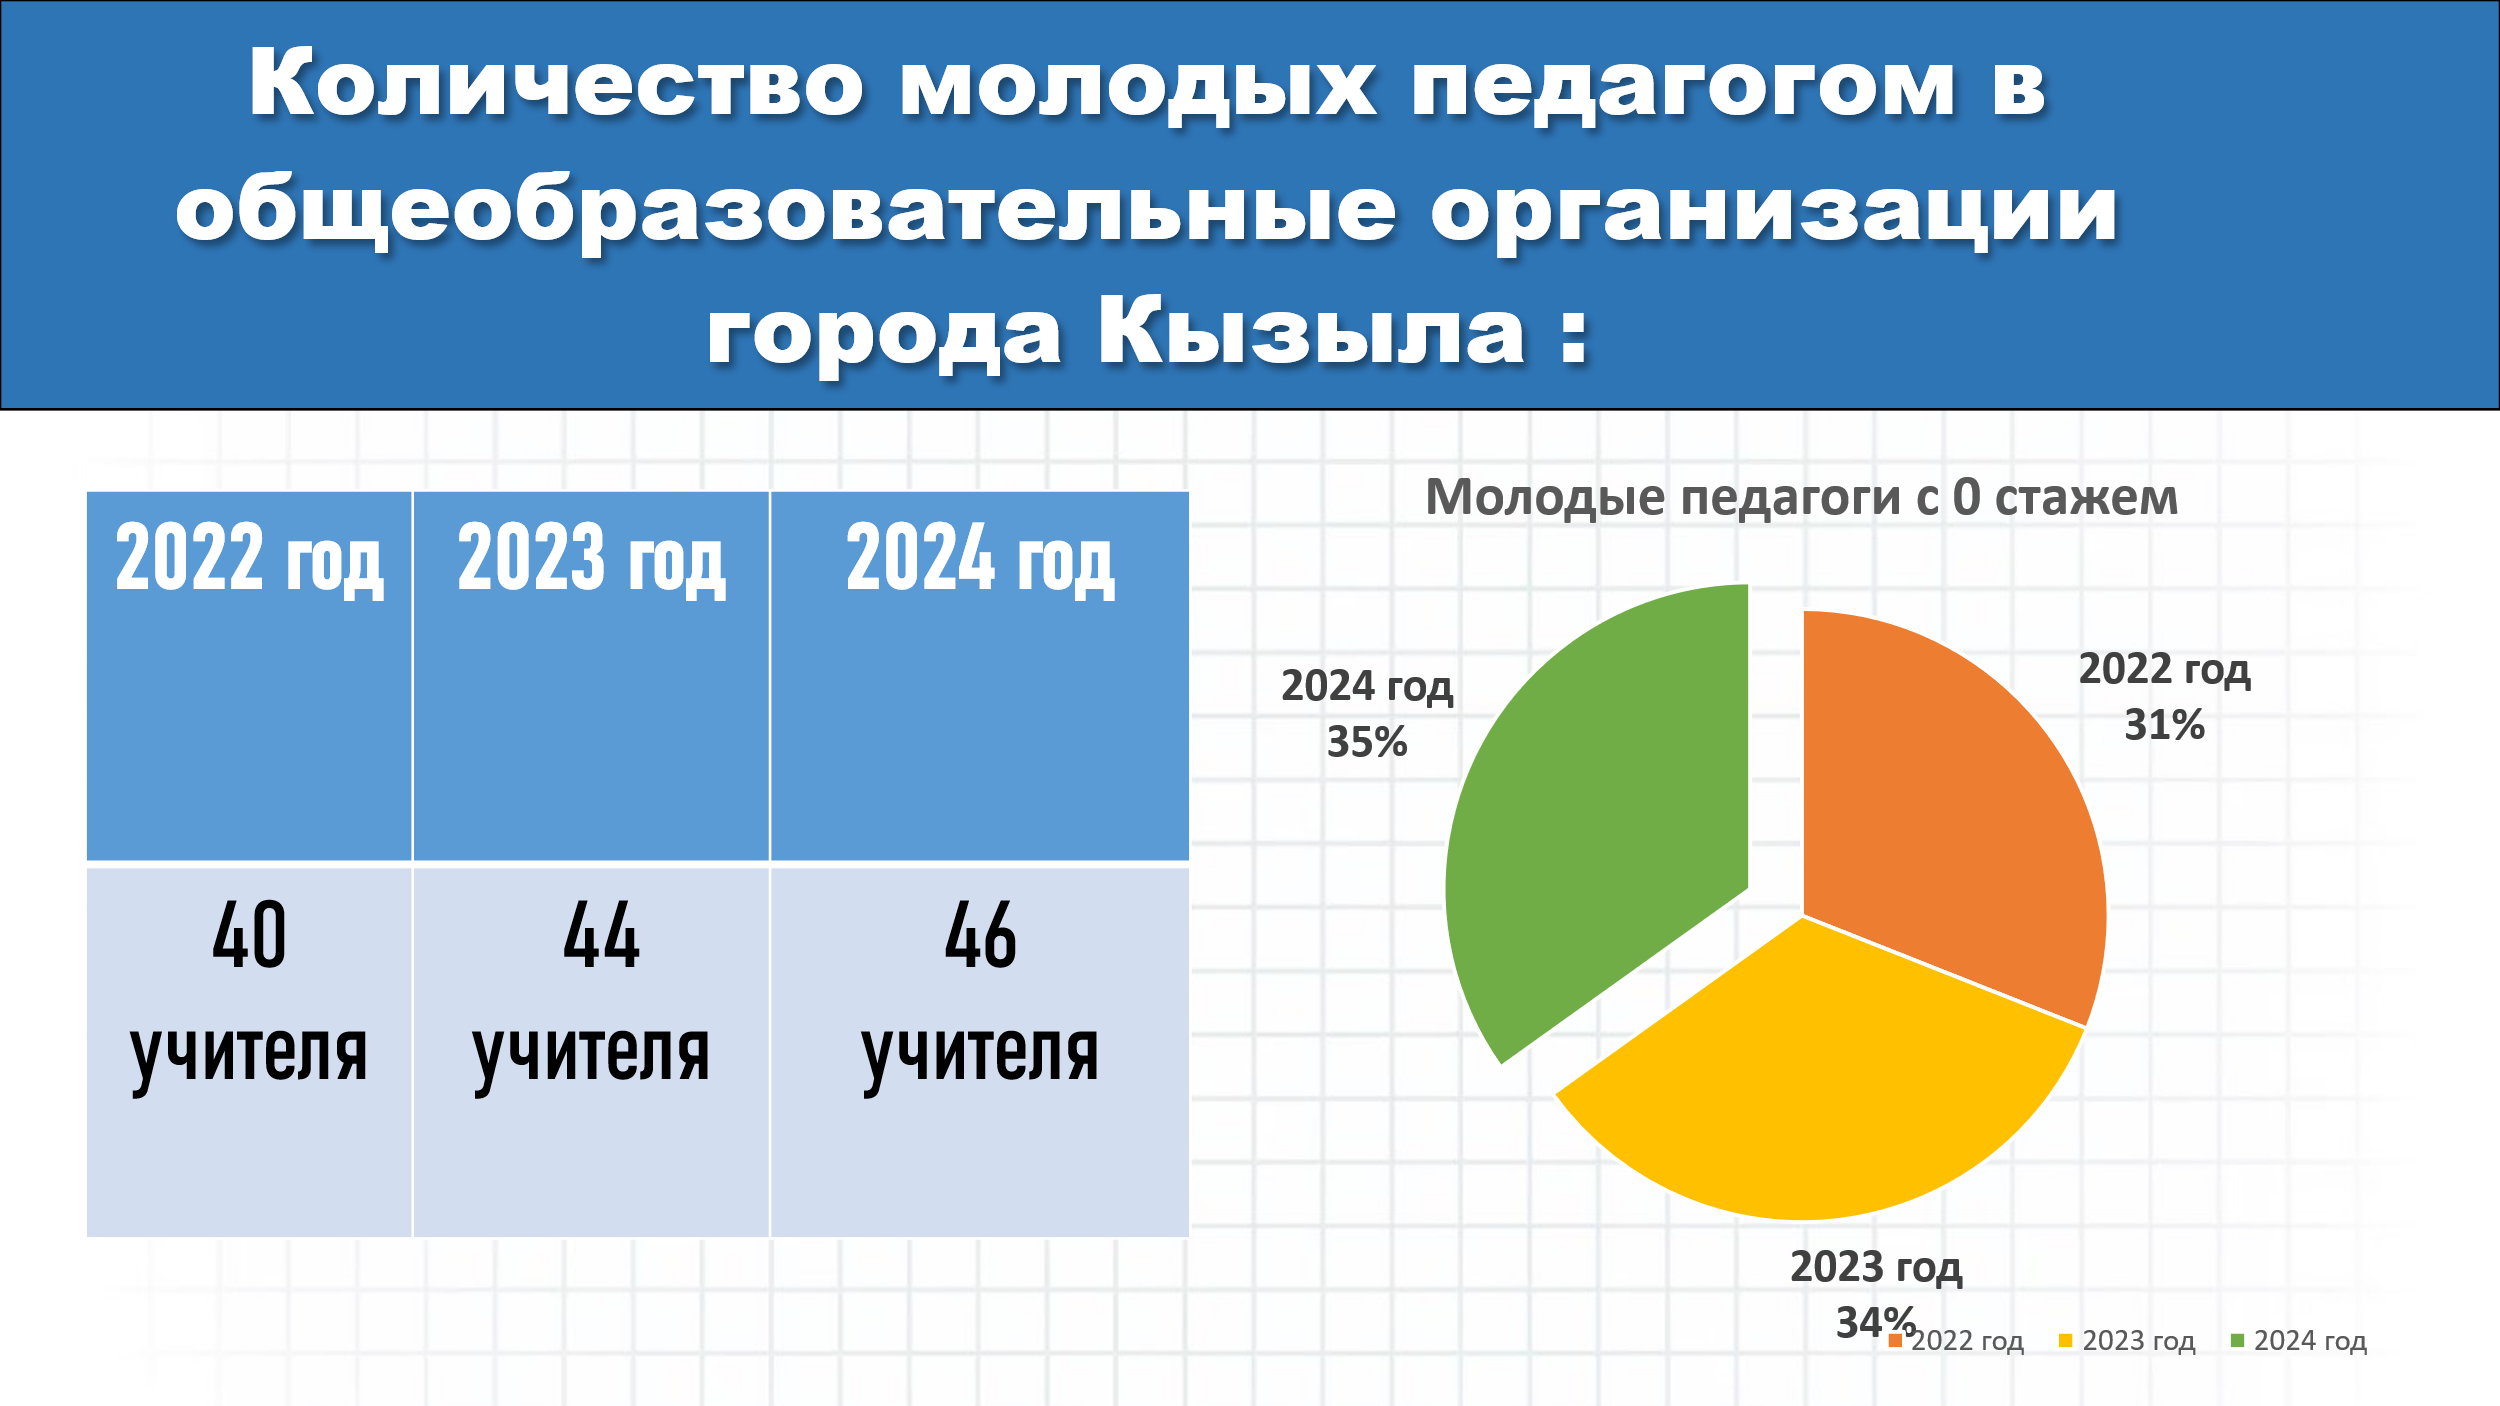 Количество молодых педагогом в
общеобразовательные организации
города Кызыла :
2022 год
2023 год
2024 год
40
учителя
44
учителя
46
учителя
Молодые педагоги с 0 стажем
2024 год
35%
2022 год
31%
2023 год
34%
2022 год
2023 год
2024 год